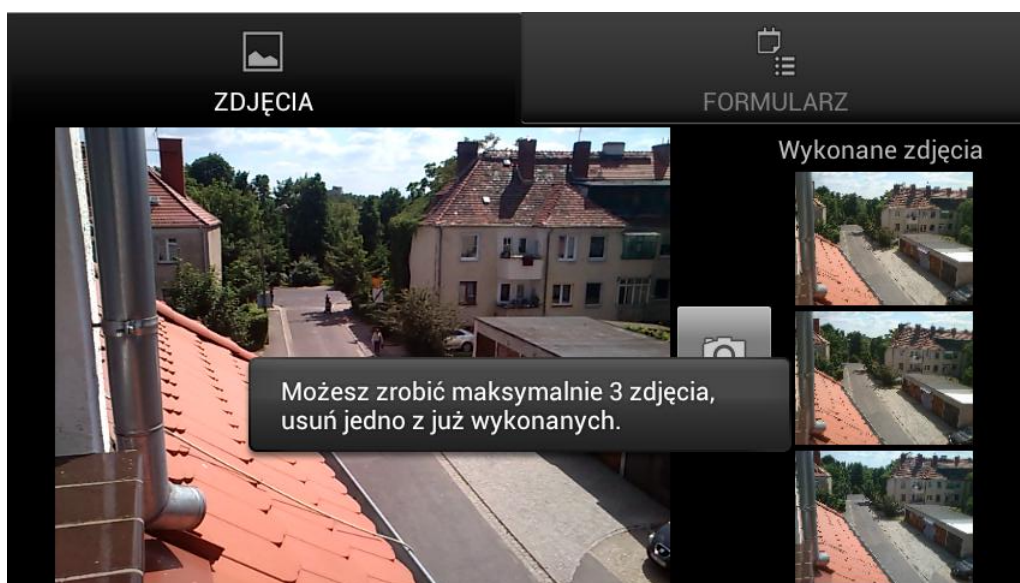 ZDJĘCIA
FORMULARZ
Wykonane zdjęcia
Możesz zrobić maksymalnie 3 zdjęcia,
usuń jedno z już wykonanych.